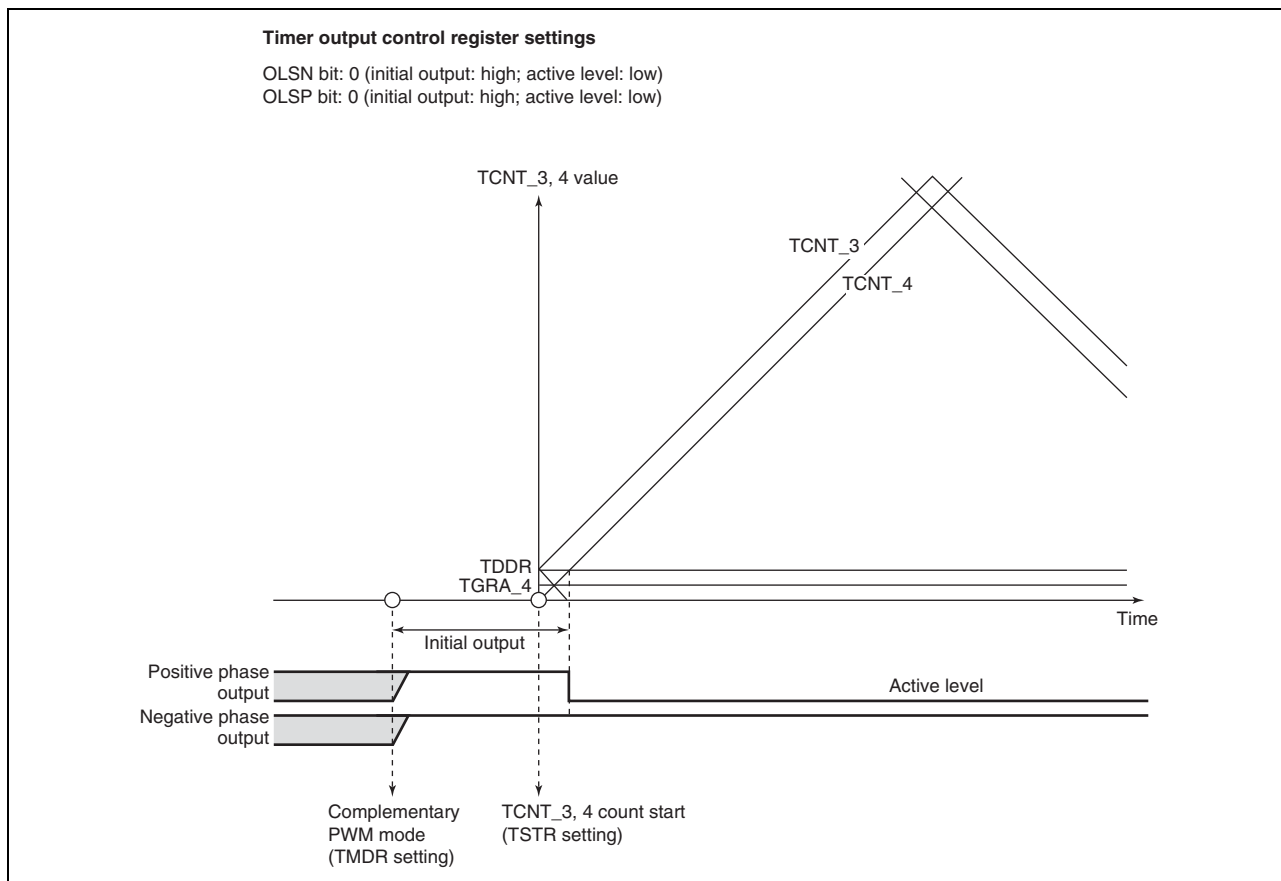 Timer output control register settings
OLSN bit: 0 (initial output: high; active level: low)
OLSP bit: 0 (initial output: high; active level: low)
TCNT_3, 4 value
TCNT_3
TCNT_4
TDDR
TGRA_4
Time
Initial output
Positive phase
output
Active level
Negative phase
output
Complementary
PWM mode
(TMDR setting)
TCNT_3, 4 count start
(TSTR setting)